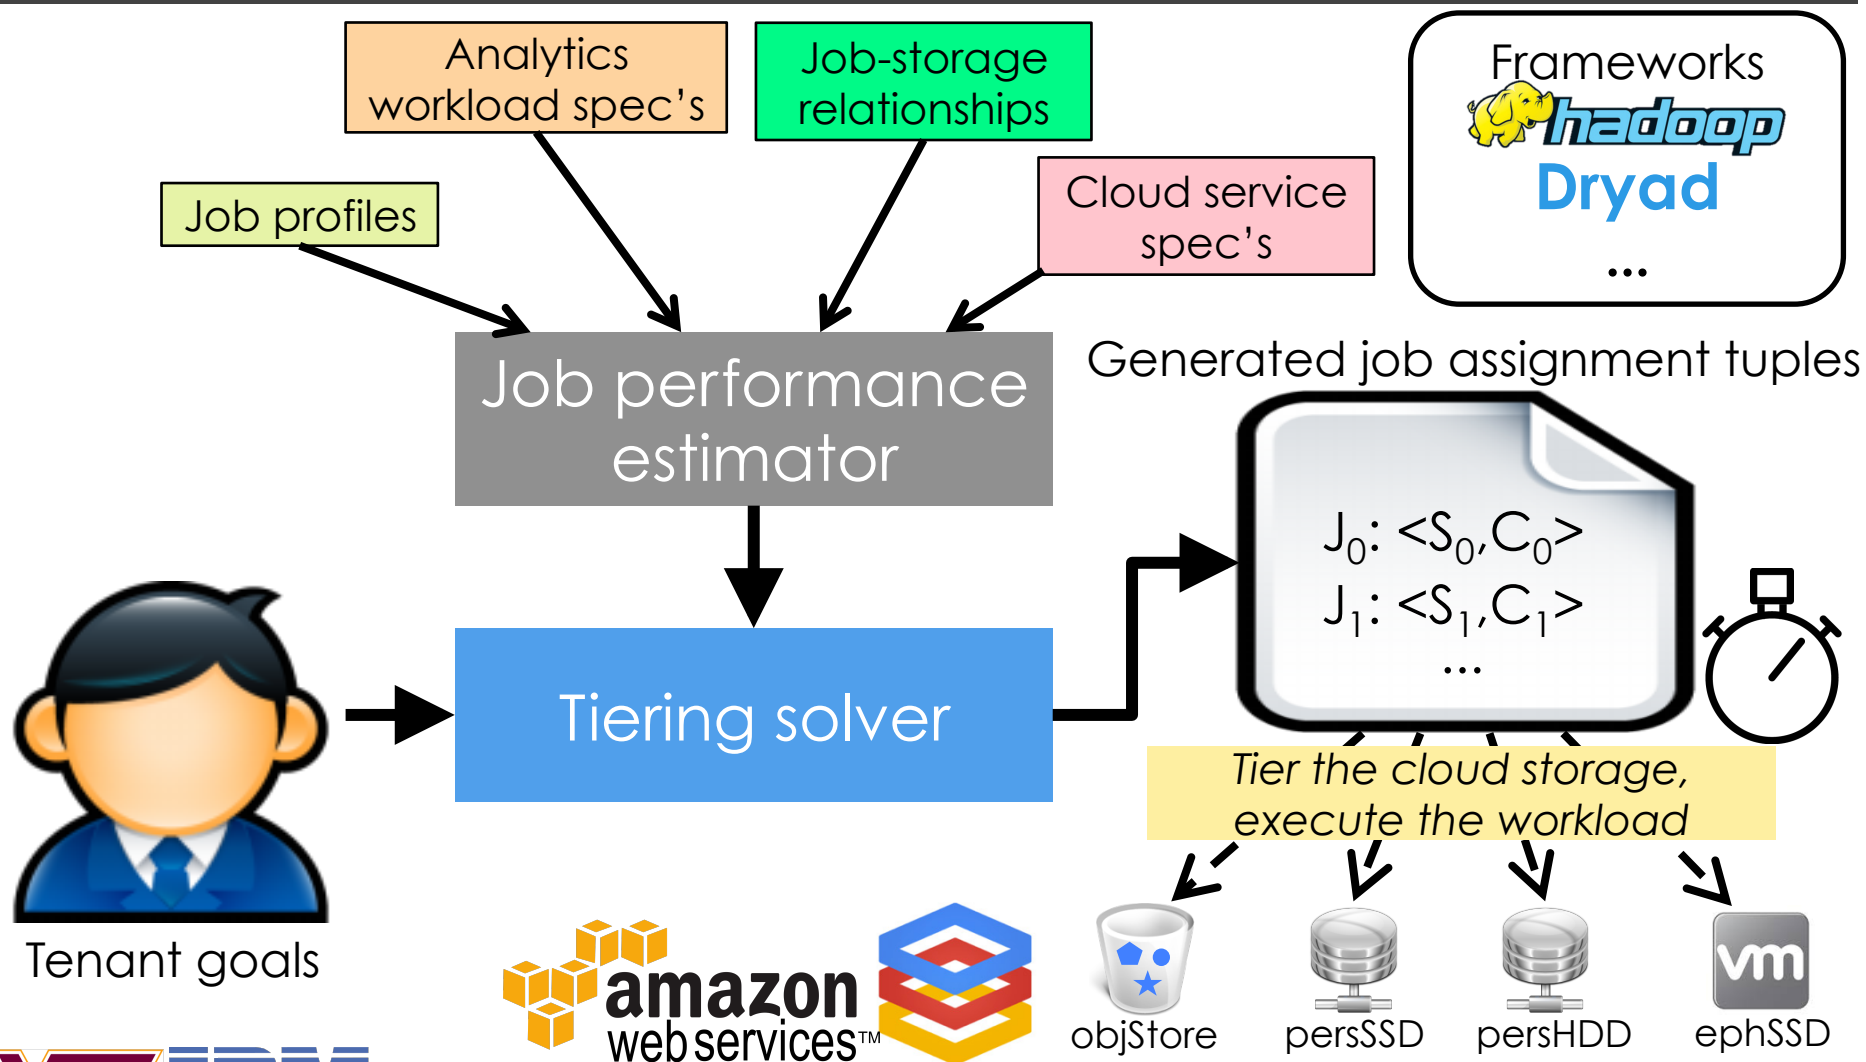 Analytics
workload spec's
Job-storage
relationships
Frameworks
hadoop
Dryad
...
Job profiles
Cloud service
spec's
Job performance
estimator
Generated job assignment tuples
J0: <S0,C0>
J1: <S1,C1>
...
Tiering solver
Tier the cloud storage,
execute the workload
Tenant goals
amazon
web services™
objStore
persSSD
persHDD
vm
ephSSD